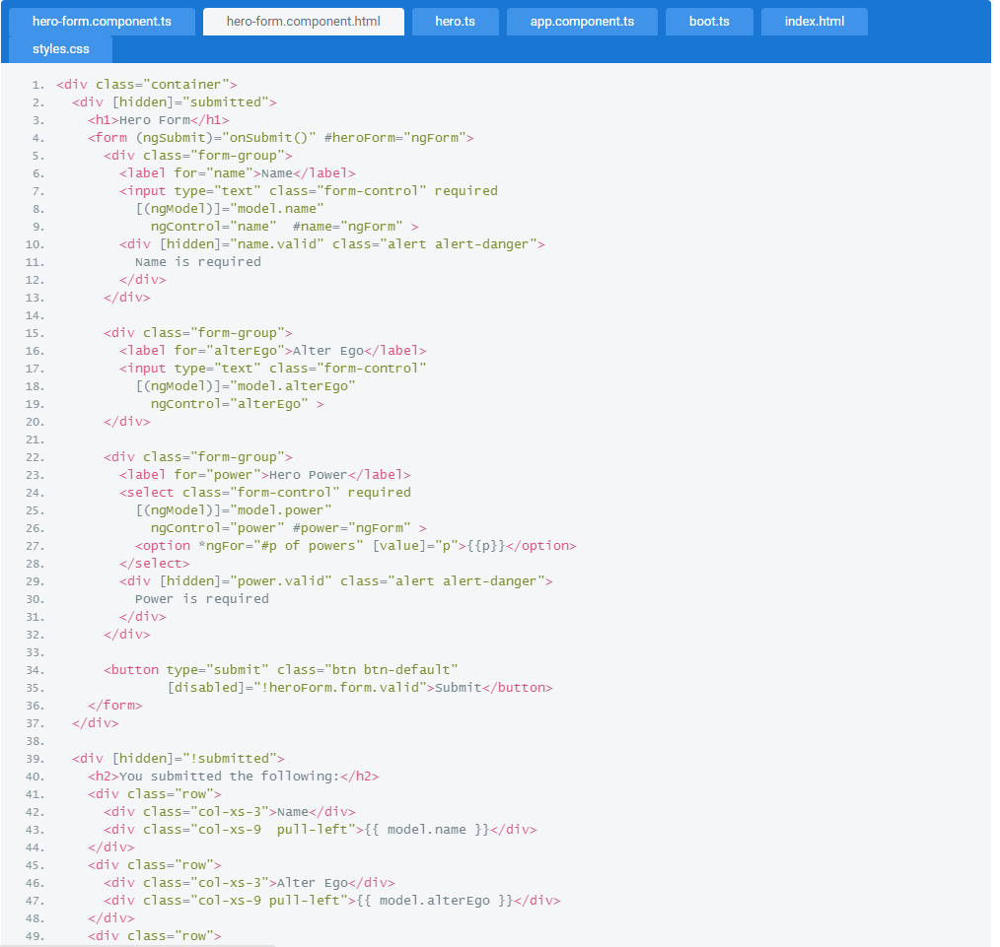 hero-form.component.ts hero-form.component.html hero.ts app.component.ts boot.ts index.html
styles.css
1. <div class="container">
2.   <div [hidden]="submitted">
3.     <h1>Hero Form</h1>
4.     <form (ngSubmit)="onSubmit()" #heroForm="ngForm">
5.       <div class="form-group">
6.         <label for="name">Name</label>
7.         <input type="text" class="form-control" required
8.           [(ngModel)]="model.name"
9.             ngControl="name"  #name="ngForm" >
10.         <div [hidden]="name.valid" class="alert alert-danger">
11.           Name is required
12.         </div>
13.       </div>
14.
15.       <div class="form-group">
16.         <label for="alterEgo">Alter Ego</label>
17.         <input type="text" class="form-control"
18.           [(ngModel)]="model.alterEgo"
19.             ngControl="alterEgo" >
20.       </div>
21.
22.       <div class="form-group">
23.         <label for="power">Hero Power</label>
24.         <select class="form-control" required
25.           [(ngModel)]="model.power"
26.             ngControl="power" #power="ngForm" >
27.           <option *ngFor="#p of powers" [value]="p">{{p}}</option>
28.         </select>
29.         <div [hidden]="power.valid" class="alert alert-danger">
30.           Power is required
31.         </div>
32.       </div>
33.
34.       <button type="submit" class="btn btn-default"
35.               [disabled]="!heroForm.form.valid">Submit</button>
36.     </form>
37.   </div>
38.
39.   <div [hidden]="!submitted">
40.     <h2>You submitted the following:</h2>
41.     <div class="row">
42.       <div class="col-xs-3">Name</div>
43.       <div class="col-xs-9  pull-left">{{ model.name }}</div>
44.     </div>
45.     <div class="row">
46.       <div class="col-xs-3">Alter Ego</div>
47.       <div class="col-xs-9 pull-left">{{ model.alterEgo }}</div>
48.     </div>
49.     <div class="row">